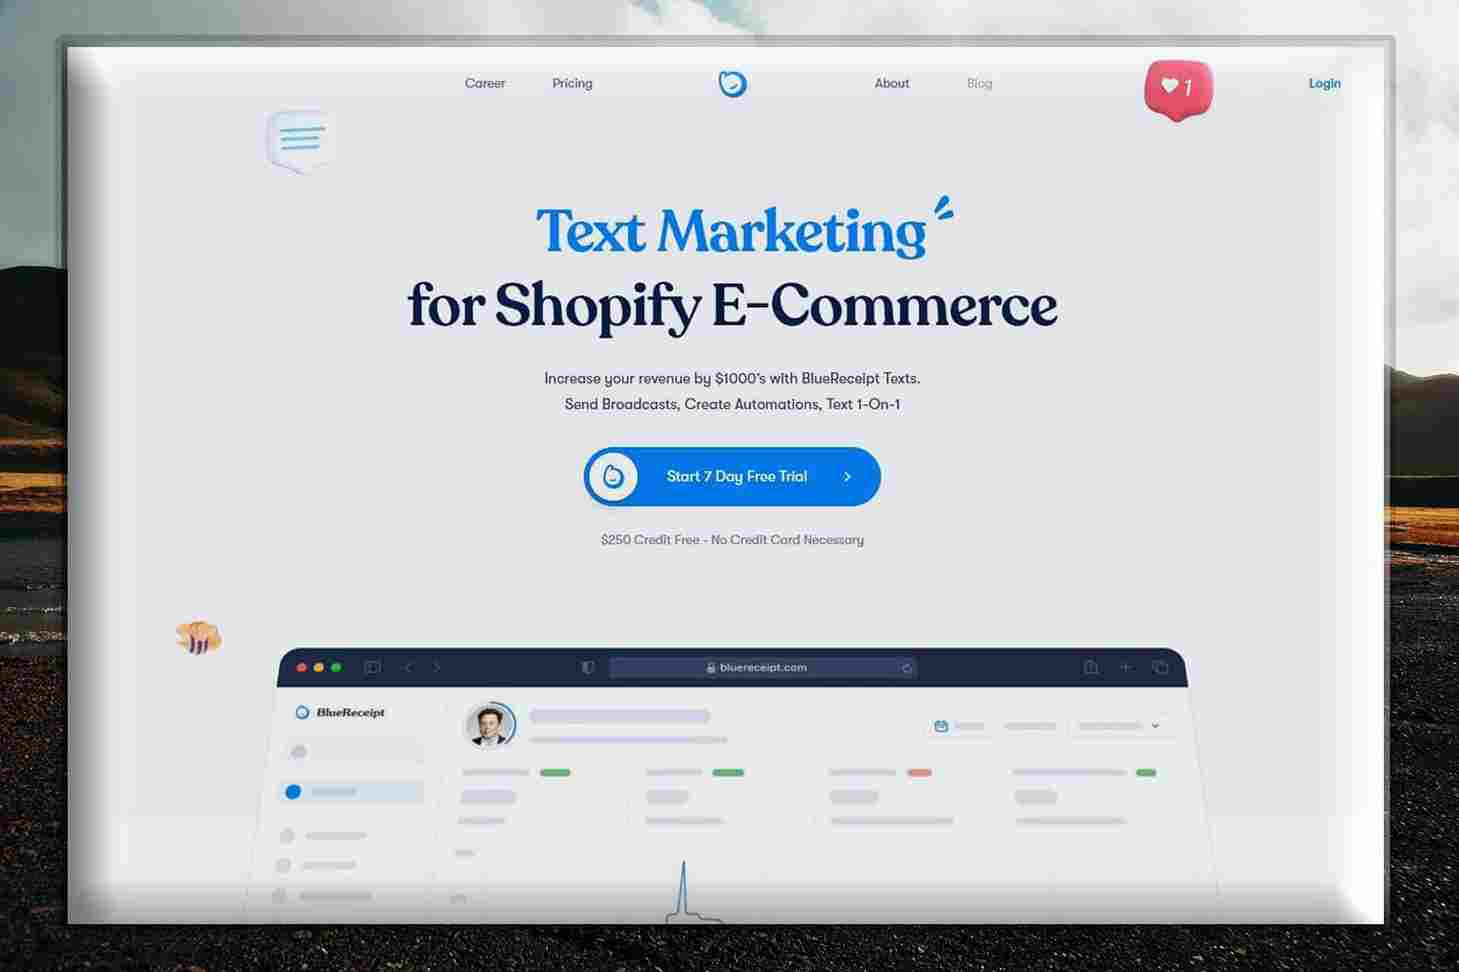 Career Pricing About Blog Login
1
Text Marketing
for Shopify E-Commerce
Increase your revenue by $1000's with BlueReceipt Texts.
Send Broadcasts, Create Automations, Text 1-On-1
Start 7 Day Free Trial
$250 Credit Free - No Credit Card Necessary
bluereceipt.com
BlueReceipt